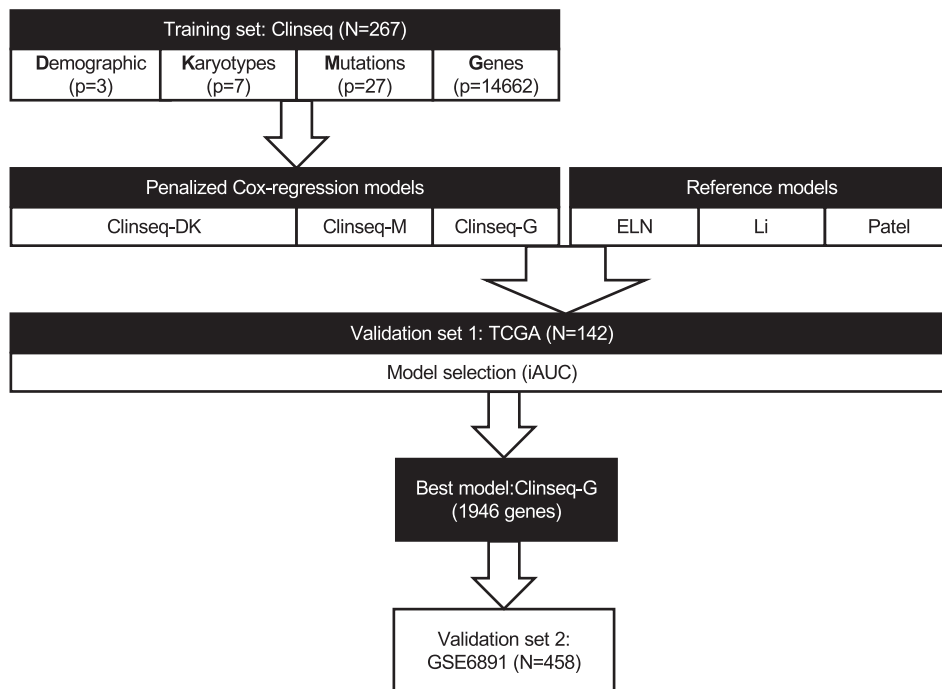 Training set: Clinseq (N=267)
Demographic (p=3)
Karyotypes (p=7)
Mutations (p=27)
Genes (p=14662)
Penalized Cox-regression models
Reference models
Clinseq-DK
Clinseq-M
Clinseq-G
ELN
Li
Patel
Validation set 1: TCGA (N=142)
Model selection (iAUC)
Best model:Clinseq-G
(1946 genes)
Validation set 2:
GSE6891 (N=458)